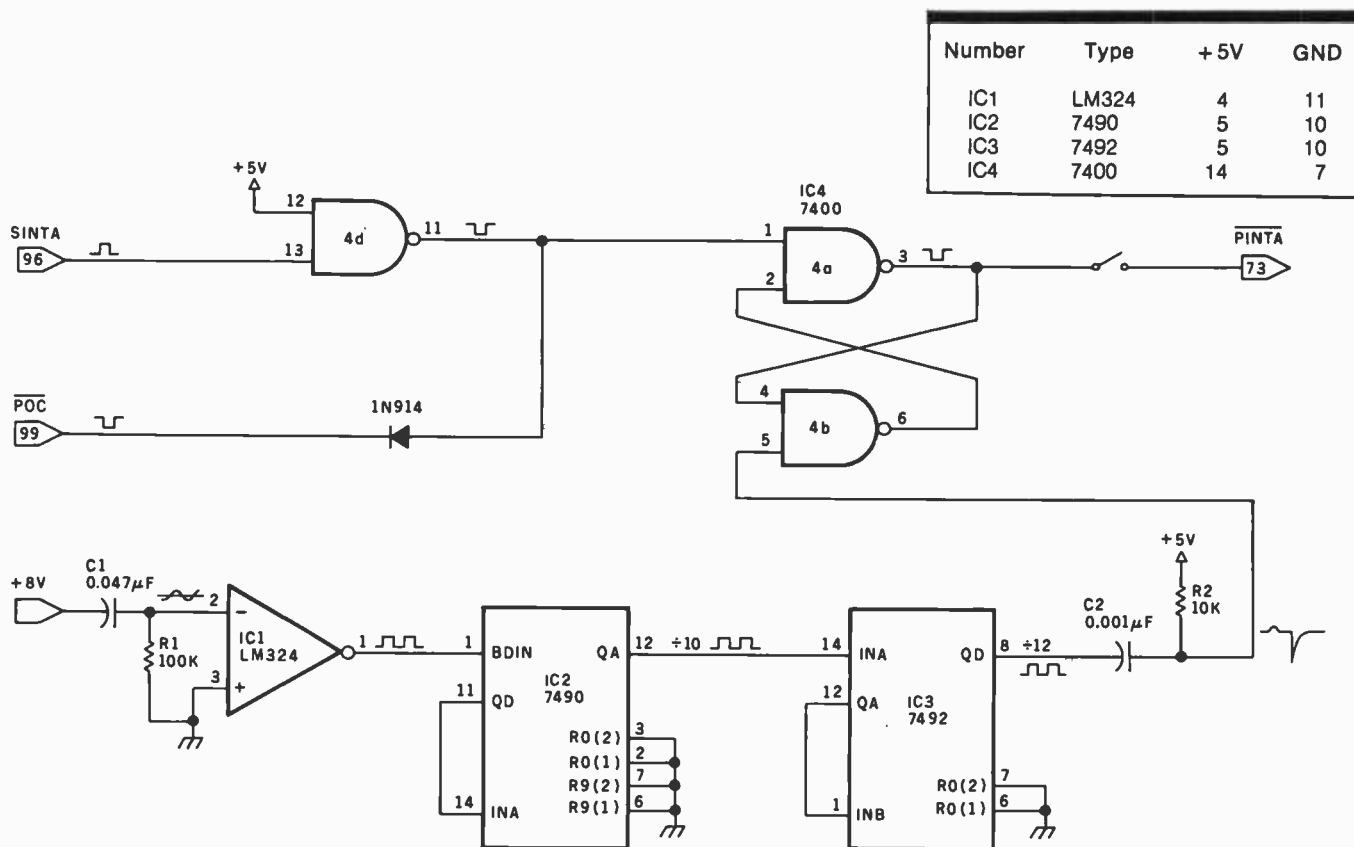 Number Type +5V GND
IC1 LM324 4 11
IC2 7490 5 10
IC3 7492 5 10
IC4 7400 14 7
+5V
12
SINTA
96
13
4d
11
IC4
7400
1
2
4a
3
PINTA
73
POC
99
1N914
4
5
4b
6
+8V
C1
0.047µF
R1
100K
2
−
IC1
LM324
3
+
1
1
BDIN
QA
12
÷10
11
QD
IC2
7490
R0(2)
3
R0(1)
2
R9(2)
7
R9(1)
6
14
INA
14
INA
QD
8
÷12
12
QA
IC3
7492
1
INB
R0(2)
7
R0(1)
6
C2
0.001µF
+5V
R2
10K